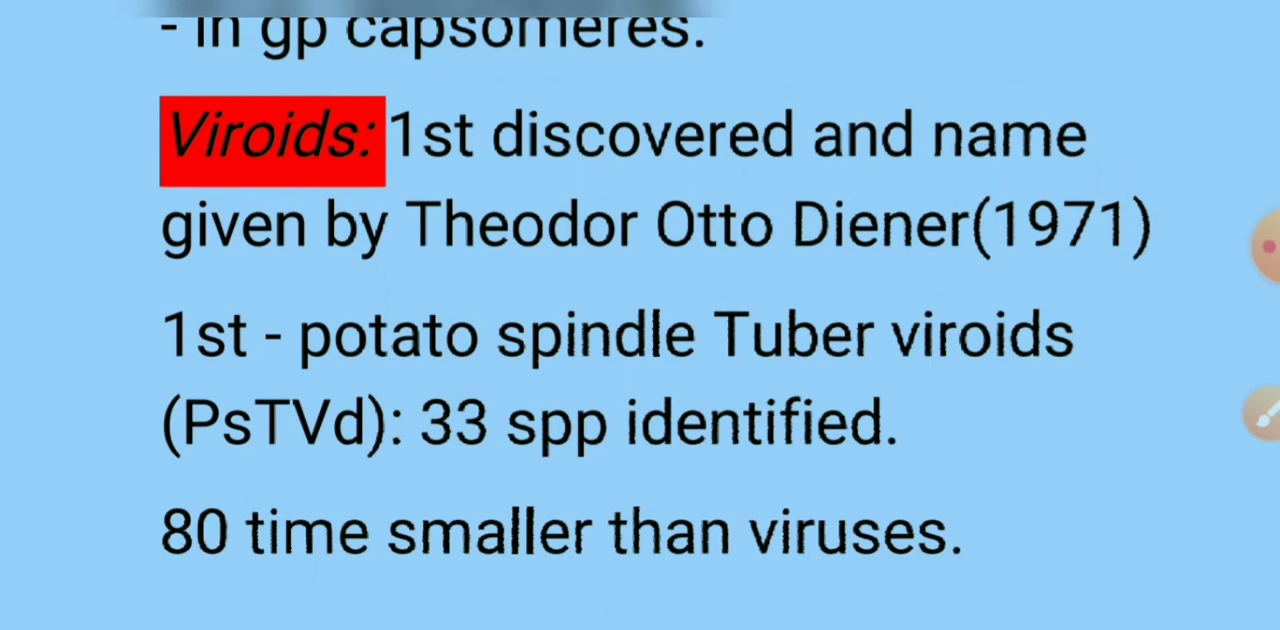 - in gp capsomeres.
Viroids: 1st discovered and name
given by Theodor Otto Diener(1971)
1st - potato spindle Tuber viroids
(PsTVd): 33 spp identified.
80 time smaller than viruses.